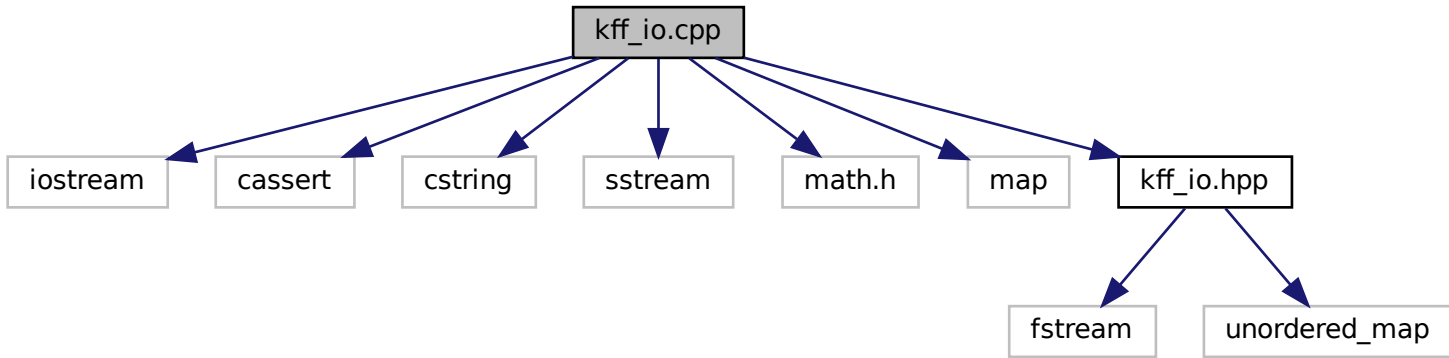 kff_io.cpp
iostream
cassert
cstring
sstream
math.h
map
kff_io.hpp
fstream
unordered_map